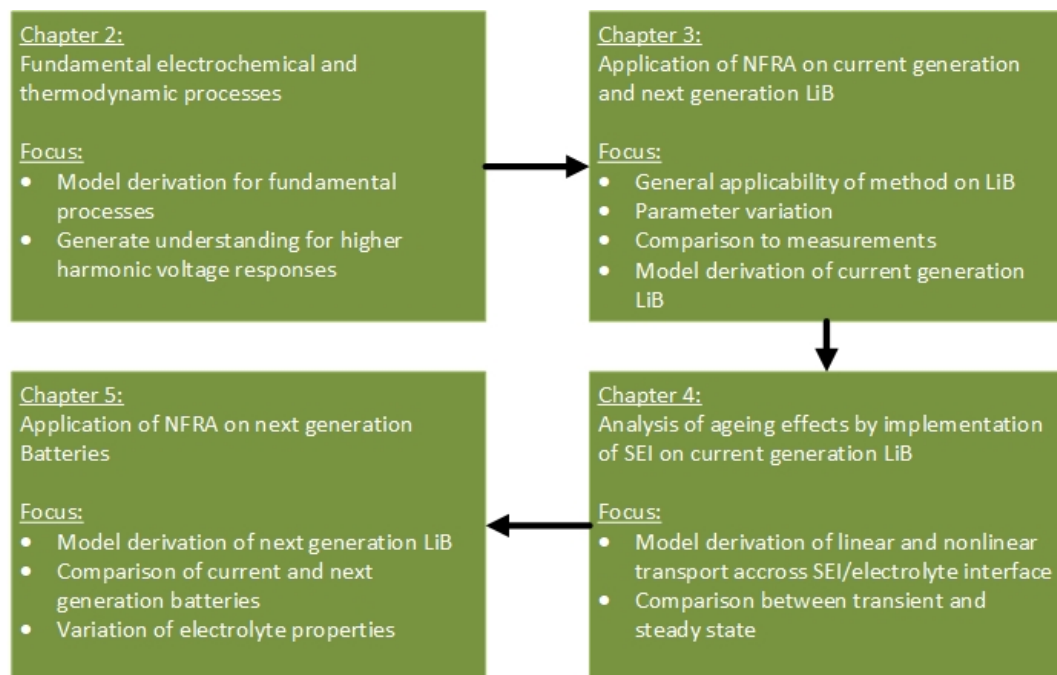 Chapter 2:
Fundamental electrochemical and
thermodynamic processes
Focus:
• Model derivation for fundamental
processes
• Generate understanding for higher
harmonic voltage responses
Chapter 3:
Application of NFRA on current generation
and next generation LiB
Focus:
• General applicability of method on LiB
• Parameter variation
• Comparison to measurements
• Model derivation of current generation
LiB
Chapter 4:
Analysis of ageing effects by implementation
of SEI on current generation LiB
Focus:
• Model derivation of linear and nonlinear
transport accross SEI/electrolyte interface
• Comparison between transient and
steady state
Chapter 5:
Application of NFRA on next generation
Batteries
Focus:
• Model derivation of next generation LiB
• Comparison of current and next
generation batteries
• Variation of electrolyte properties